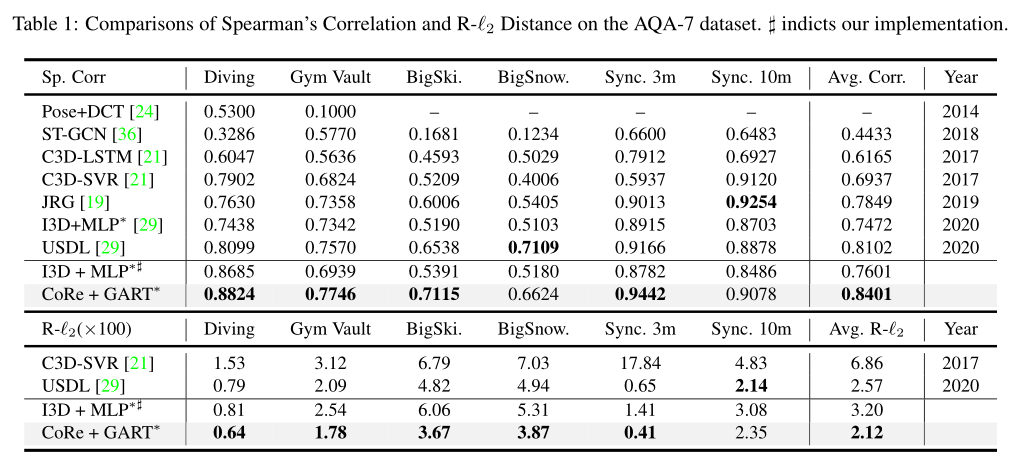 Table 1: Comparisons of Spearman's Correlation and R-ℓ2 Distance on the AQA-7 dataset. ♯ indicts our implementation.
Sp. Corr Diving Gym Vault BigSki. BigSnow. Sync. 3m Sync. 10m Avg. Corr. Year
Pose+DCT [24] 0.5300 0.1000 – – – – – 2014
ST-GCN [36] 0.3286 0.5770 0.1681 0.1234 0.6600 0.6483 0.4433 2018
C3D-LSTM [21] 0.6047 0.5636 0.4593 0.5029 0.7912 0.6927 0.6165 2017
C3D-SVR [21] 0.7902 0.6824 0.5209 0.4006 0.5937 0.9120 0.6937 2017
JRG [19] 0.7630 0.7358 0.6006 0.5405 0.9013 0.9254 0.7849 2019
I3D+MLP* [29] 0.7438 0.7342 0.5190 0.5103 0.8915 0.8703 0.7472 2020
USDL [29] 0.8099 0.7570 0.6538 0.7109 0.9166 0.8878 0.8102 2020
I3D + MLP*♯ 0.8685 0.6939 0.5391 0.5180 0.8782 0.8486 0.7601
CoRe + GART* 0.8824 0.7746 0.7115 0.6624 0.9442 0.9078 0.8401
R-ℓ2(×100) Diving Gym Vault BigSki. BigSnow. Sync. 3m Sync. 10m Avg. R-ℓ2 Year
C3D-SVR [21] 1.53 3.12 6.79 7.03 17.84 4.83 6.86 2017
USDL [29] 0.79 2.09 4.82 4.94 0.65 2.14 2.57 2020
I3D + MLP*♯ 0.81 2.54 6.06 5.31 1.41 3.08 3.20
CoRe + GART* 0.64 1.78 3.67 3.87 0.41 2.35 2.12